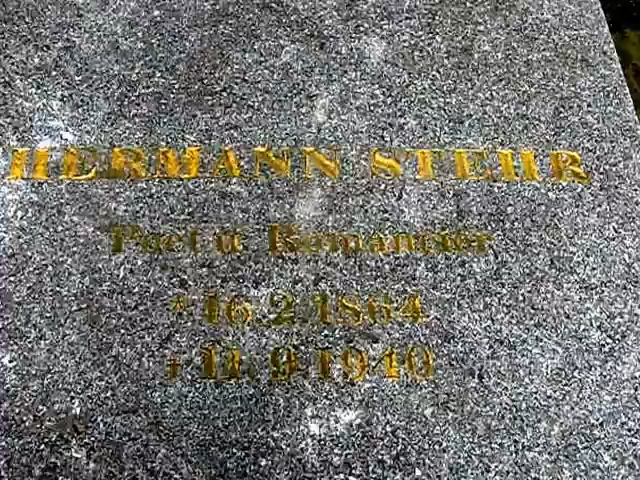 HERMANN STEHR
Poet u Romancier
* 16.2.1864
+ 11.9.1940